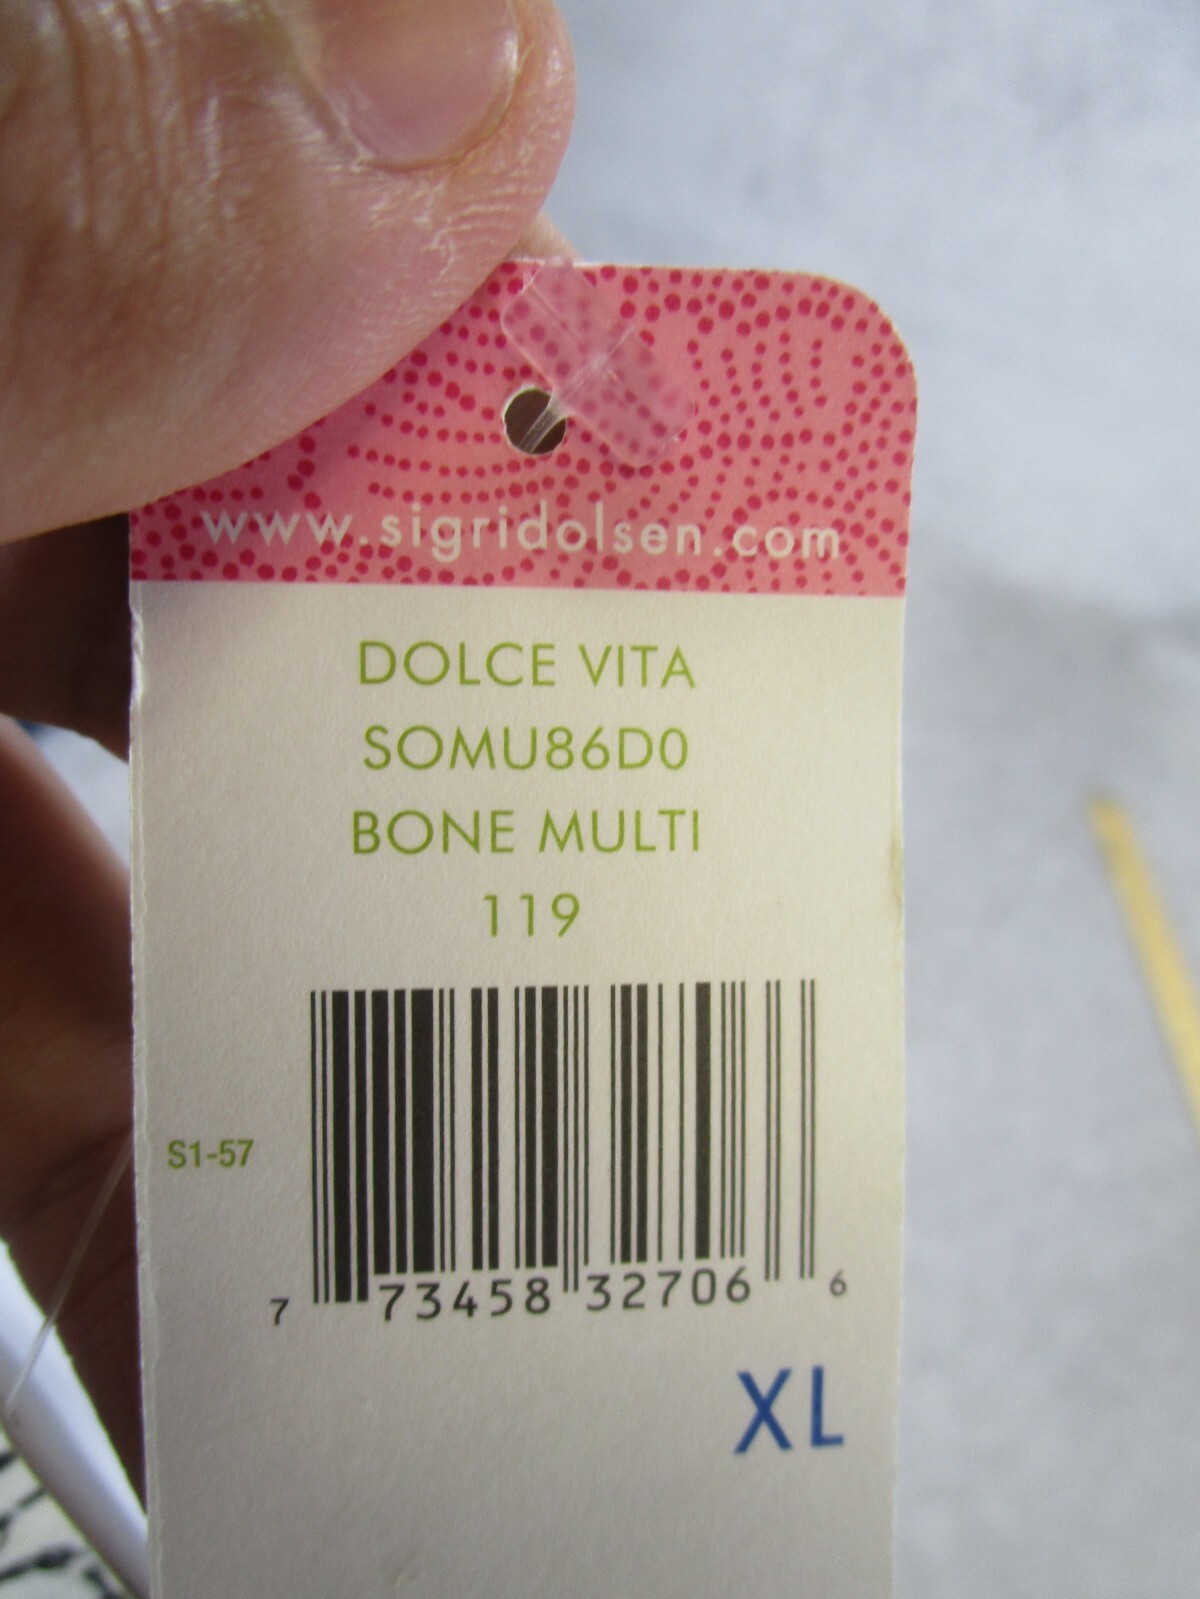 www.sigridolsen.com
DOLCE VITA
SOMU86D0
BONE MULTI
119
S1-57
7 73458 32706 6
XL